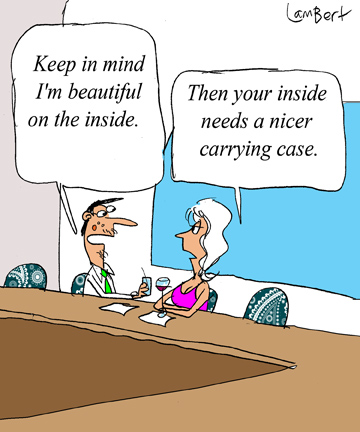 LamBert
Keep in mind
I'm beautiful
on the inside.
Then your inside
needs a nicer
carrying case.